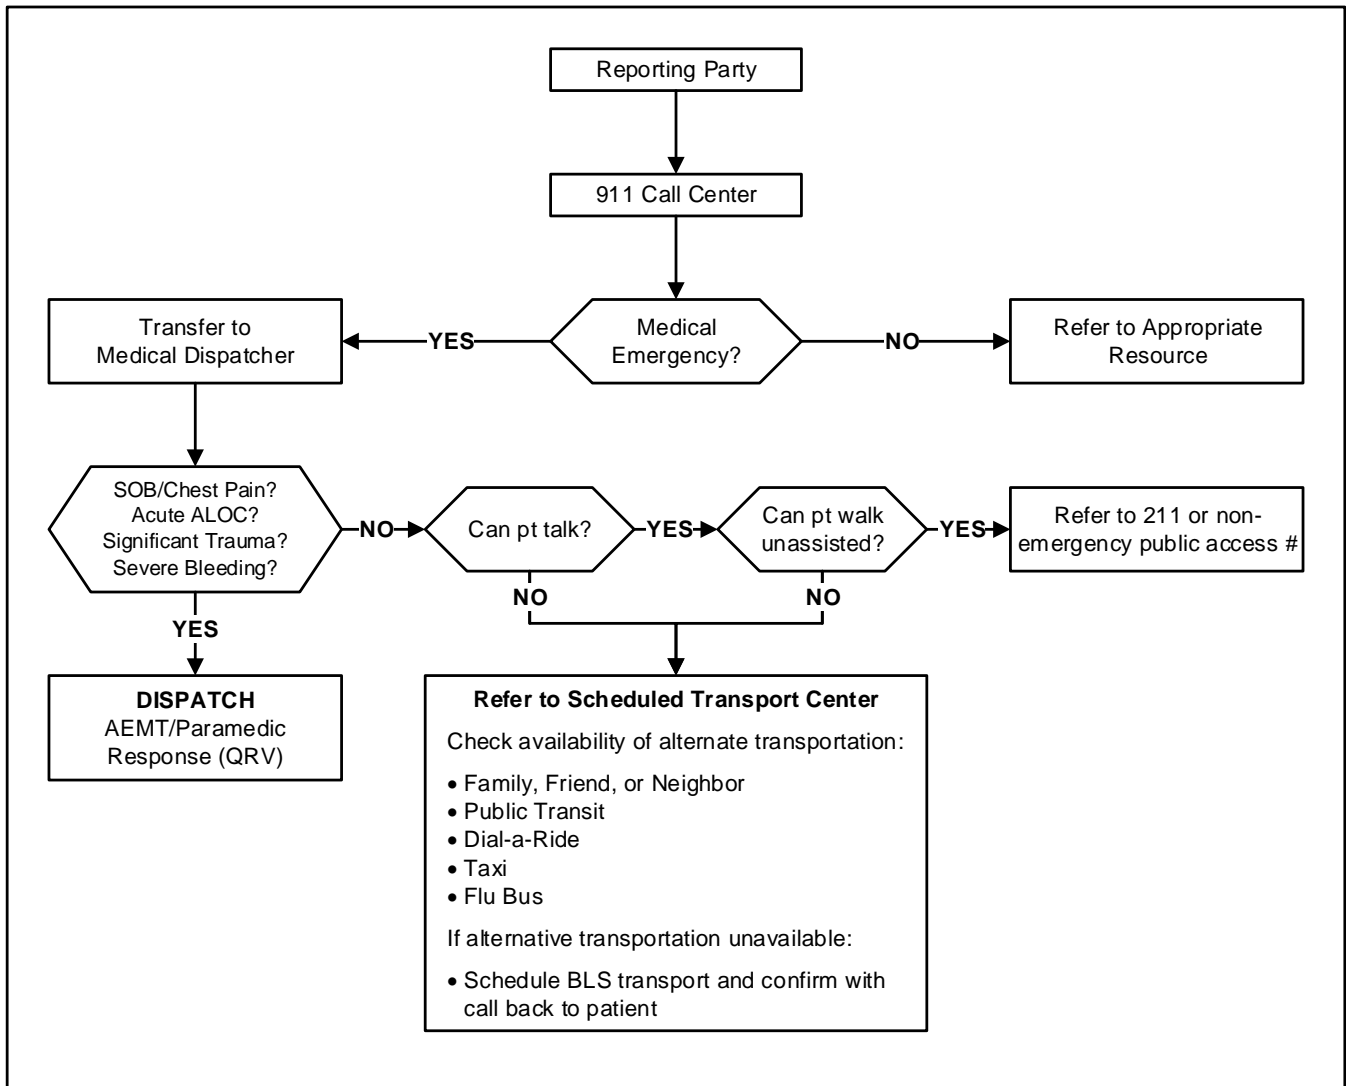 Reporting Party
911 Call Center
Transfer to
Medical Dispatcher
YES
Medical
Emergency?
NO
Refer to Appropriate
Resource
SOB/Chest Pain?
Acute ALOC?
Significant Trauma?
Severe Bleeding?
NO
Can pt talk?
YES
Can pt walk
unassisted?
YES
Refer to 211 or non-
emergency public access #
NO
NO
YES
DISPATCH
AEMT/Paramedic
Response (QRV)
Refer to Scheduled Transport Center
Check availability of alternate transportation:
• Family, Friend, or Neighbor
• Public Transit
• Dial-a-Ride
• Taxi
• Flu Bus
If alternative transportation unavailable:
• Schedule BLS transport and confirm with
call back to patient